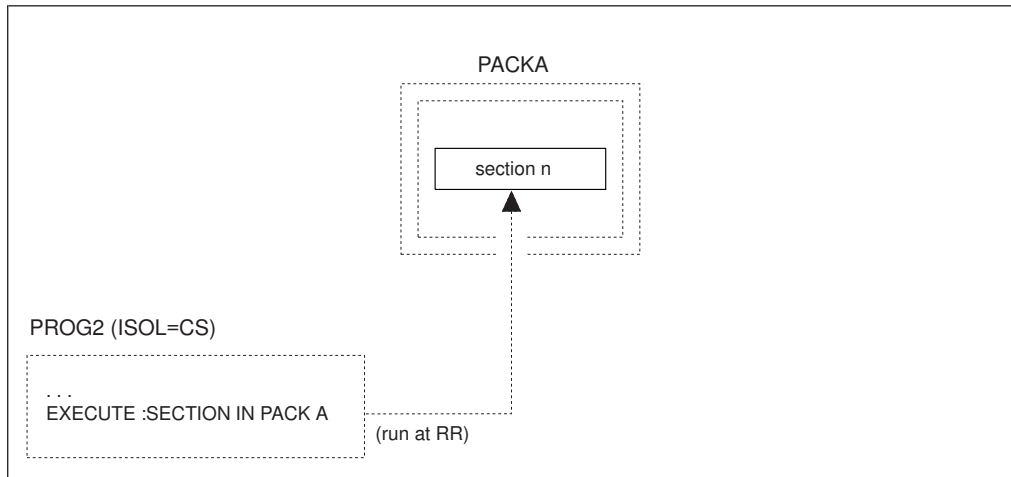 PACKA
section n
PROG2 (ISOL=CS)
. . .
EXECUTE :SECTION IN PACK A
(run at RR)